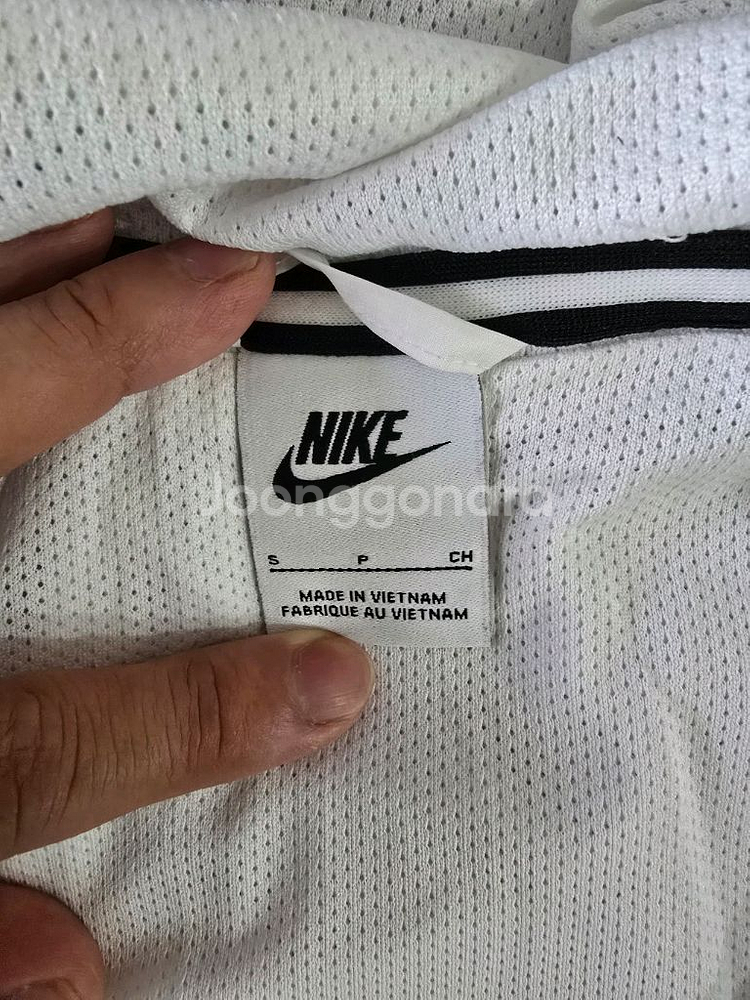 NIKE
Joonggonara
S P CH
MADE IN VIETNAM
FABRIQUE AU VIETNAM